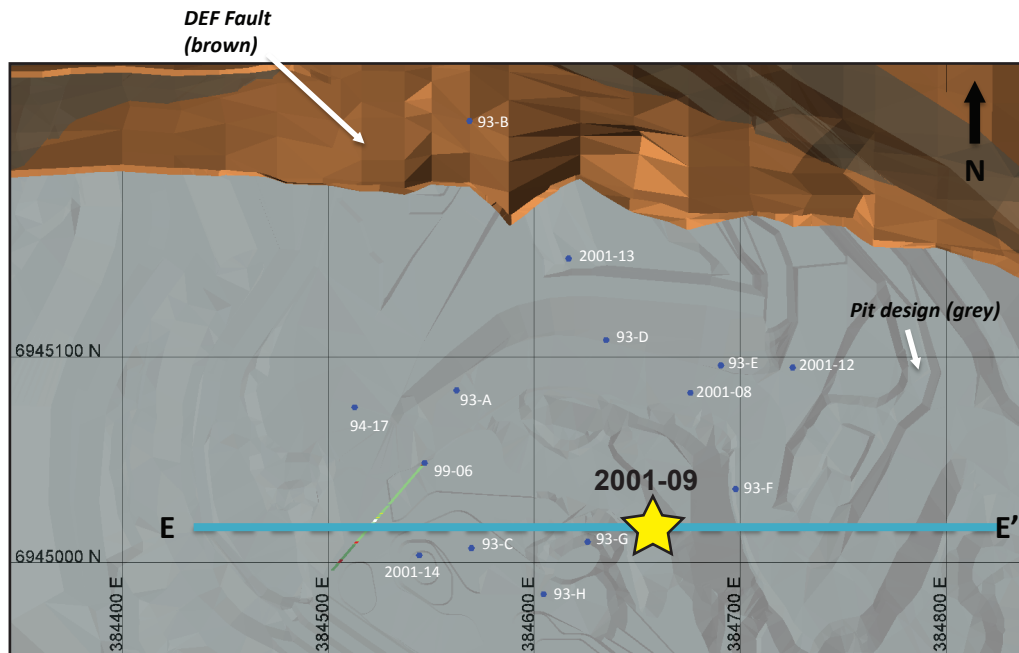 DEF Fault
(brown)
93-B
N
2001-13
Pit design (grey)
6945100 N
93-D
93-E
2001-12
2001-08
93-A
94-17
99-06
2001-09
93-F
E
E'
93-G
93-C
6945000 N
2001-14
93-H
384400 E
384500 E
384600 E
384700 E
384800 E